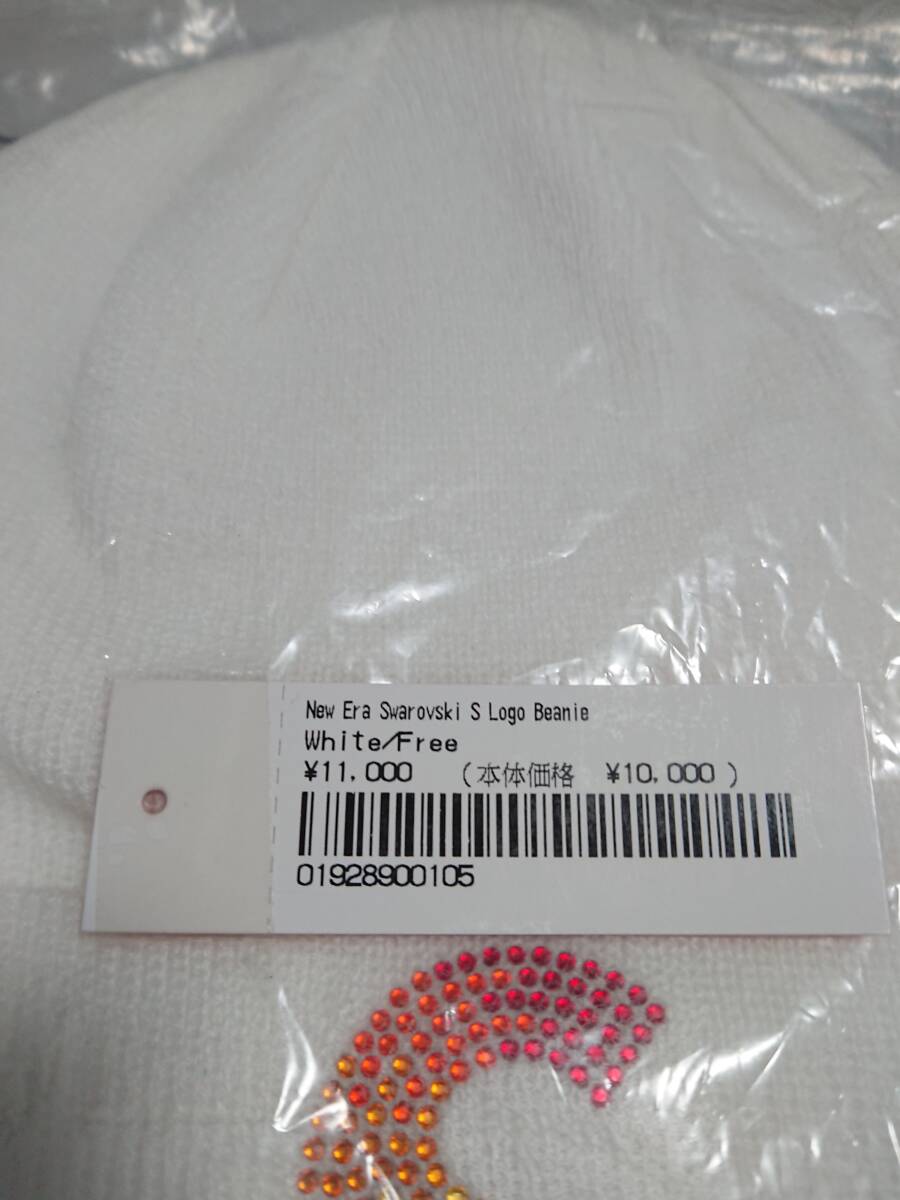 New Era Swarovski S Logo Beanie
White/Free
¥11,000 (本体価格 ¥10,000 )
01928900105